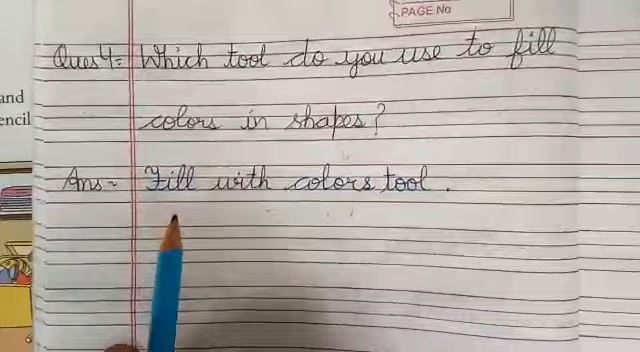 PAGE No
Ques4= Which tool do you use to fill
colors in shapes?
Ans= Fill with colors tool.
and
encil